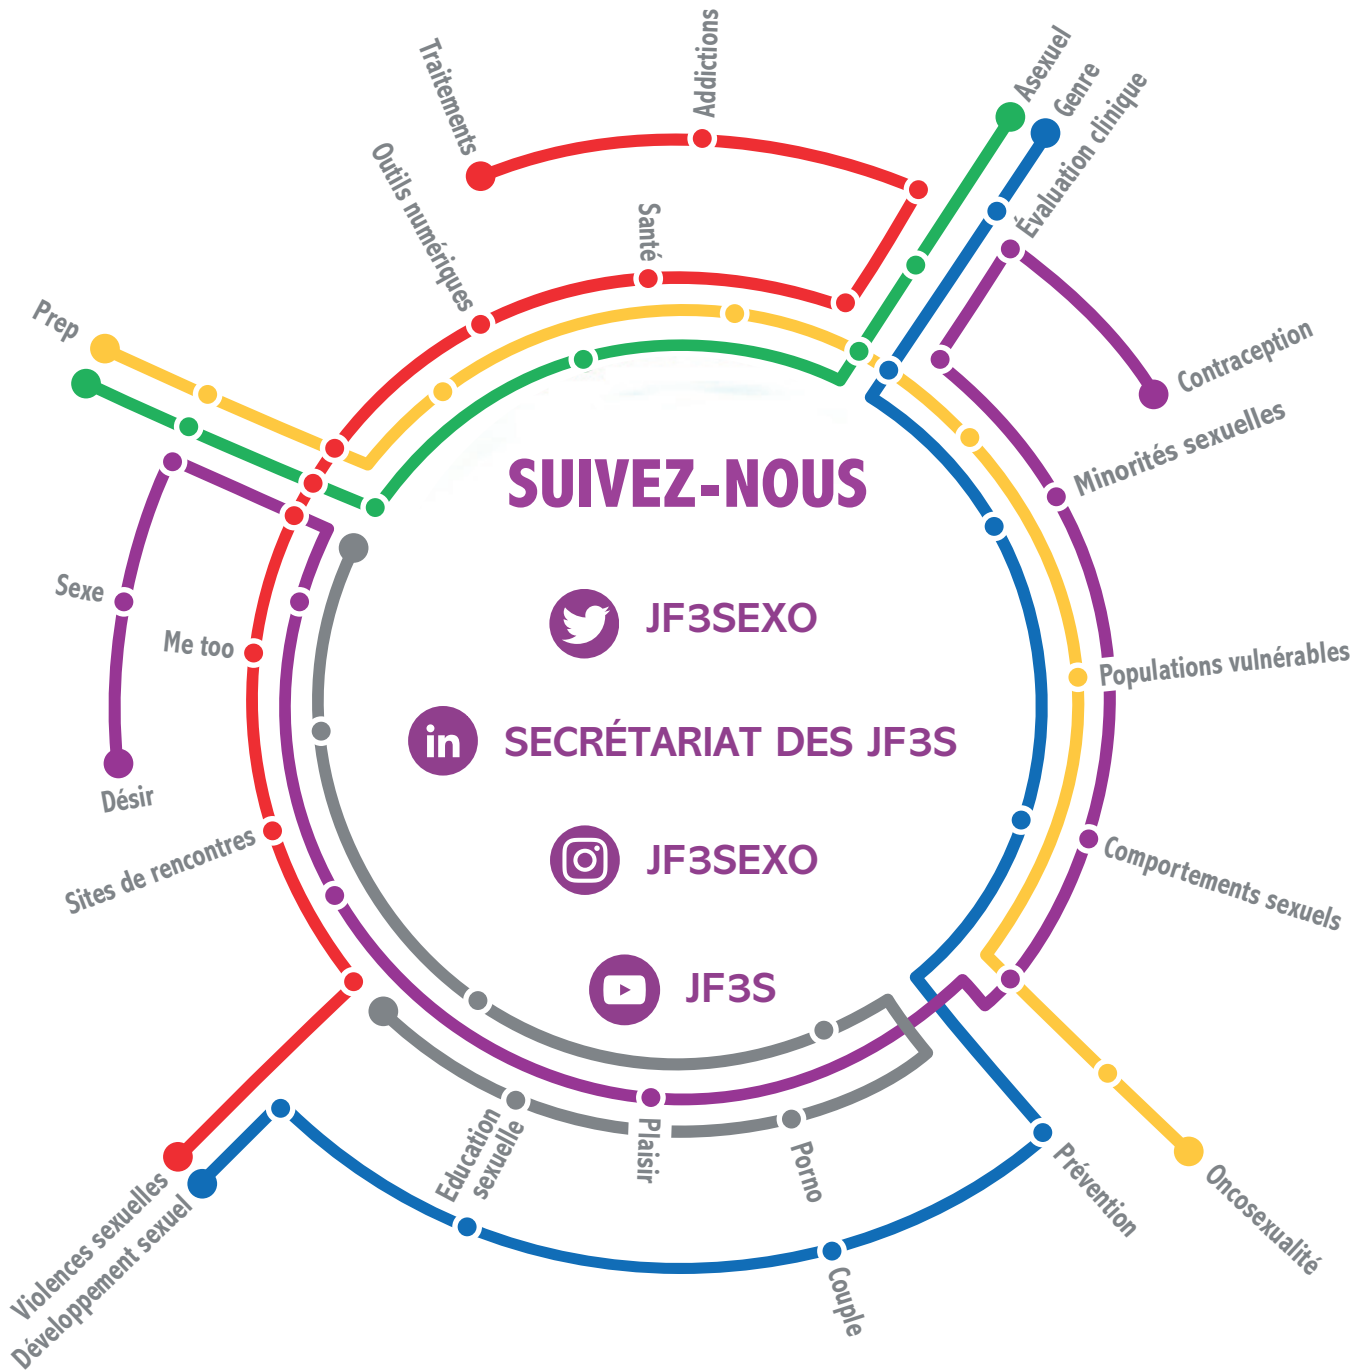 Addictions
Traitements
Asexuel
Genre
Évaluation clinique
Outils numériques
Santé
Prep
Contraception
Minorités sexuelles
SUIVEZ-NOUS
Sexe
JF3SEXO
Me too
Populations vulnérables
in
SECRÉTARIAT DES JF3S
Désir
Sites de rencontres
JF3SEXO
Comportements sexuels
JF3S
Education
sexuelle
Plaisir
Porno
Prévention
Oncosexualité
Violences sexuelles
Développement sexuel
Couple